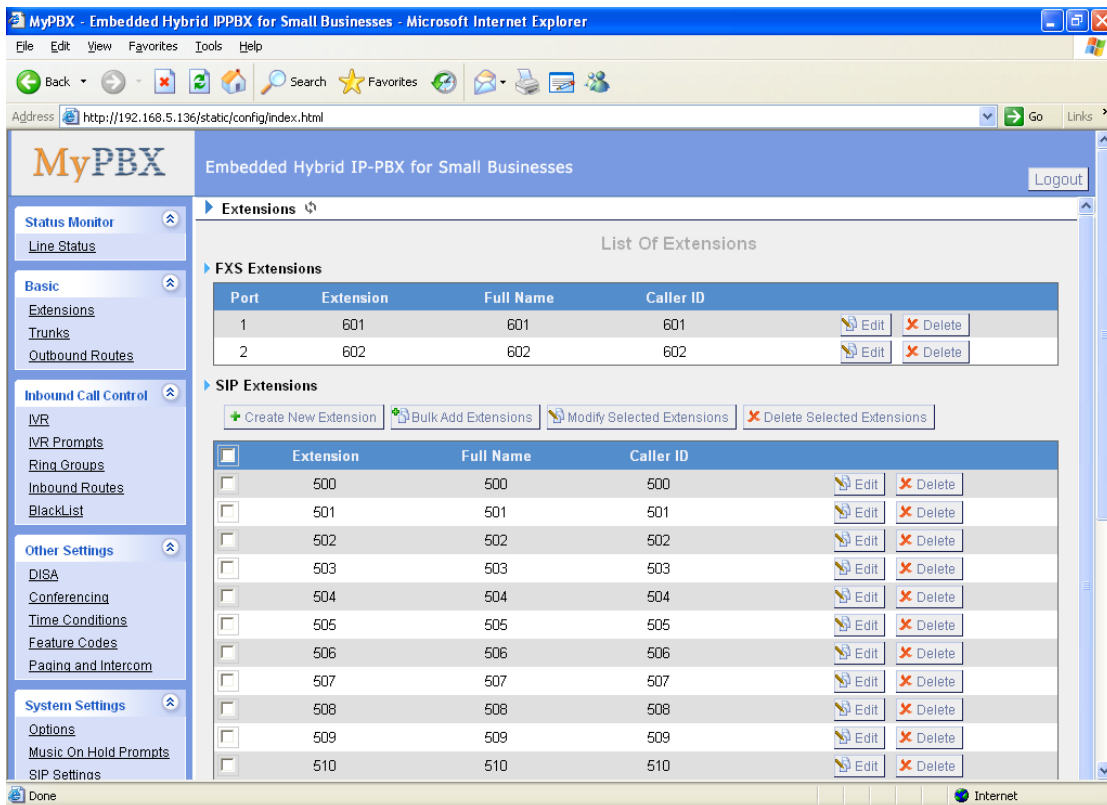 MyPBX - Embedded Hybrid IPPBX for Small Businesses - Microsoft Internet Explorer
File Edit View Favorites Tools Help
Back Search Favorites
Address http://192.168.5.136/static/config/index.html Go Links
MyPBX Embedded Hybrid IP-PBX for Small Businesses Logout
Status Monitor
Line Status
Basic
Extensions
Trunks
Outbound Routes
Inbound Call Control
IVR
IVR Prompts
Ring Groups
Inbound Routes
BlackList
Other Settings
DISA
Conferencing
Time Conditions
Feature Codes
Paging and Intercom
System Settings
Options
Music On Hold Prompts
SIP Settings
Extensions
List Of Extensions
FXS Extensions
Port Extension Full Name Caller ID
1 601 601 601 Edit Delete
2 602 602 602 Edit Delete
SIP Extensions
Create New Extension Bulk Add Extensions Modify Selected Extensions Delete Selected Extensions
Extension Full Name Caller ID
500 500 500 Edit Delete
501 501 501 Edit Delete
502 502 502 Edit Delete
503 503 503 Edit Delete
504 504 504 Edit Delete
505 505 505 Edit Delete
506 506 506 Edit Delete
507 507 507 Edit Delete
508 508 508 Edit Delete
509 509 509 Edit Delete
510 510 510 Edit Delete
Done Internet